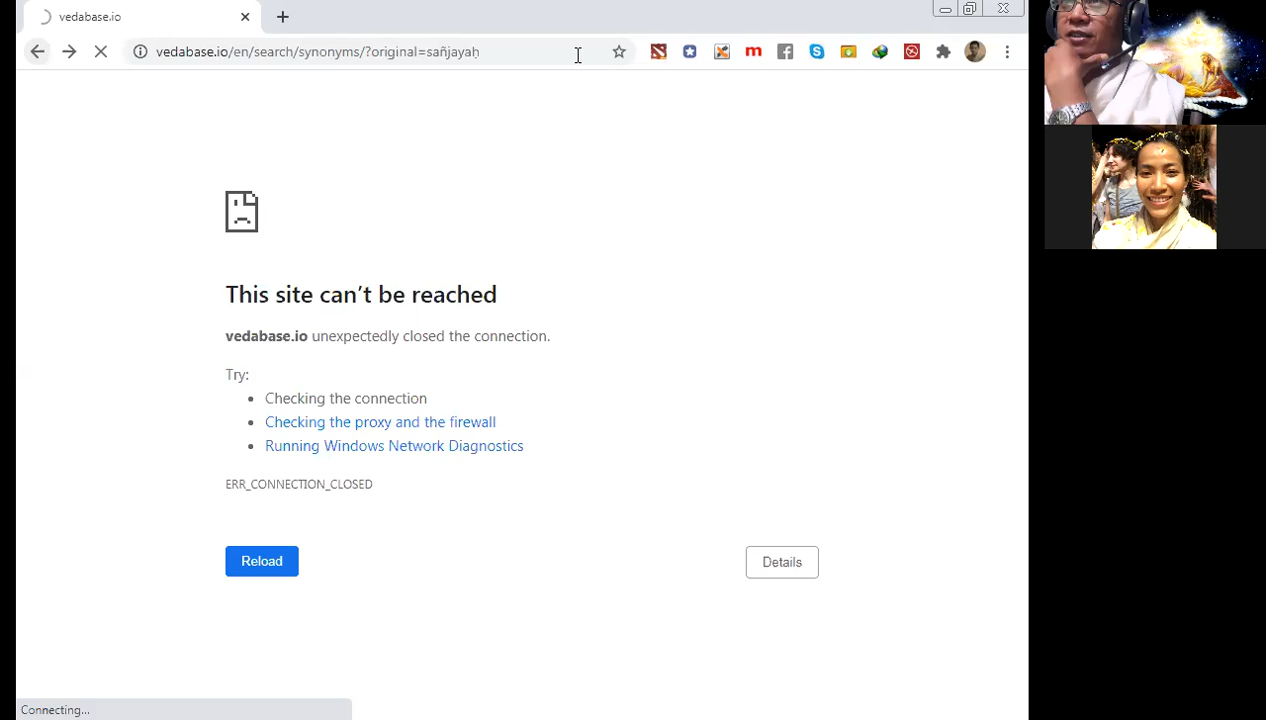 vedabase.io
vedabase.io/en/search/synonyms/?original=sañjayaḥ
This site can't be reached
vedabase.io unexpectedly closed the connection.
Try:
Checking the connection
Checking the proxy and the firewall
Running Windows Network Diagnostics
ERR_CONNECTION_CLOSED
Reload
Details
Connecting...